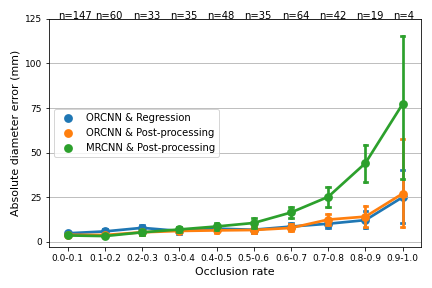 n=147 n=60 n=33 n=35 n=48 n=35 n=64 n=42 n=19 n=4
125
100
75
50
25
0
Absolute diameter error (mm)
ORCNN & Regression
ORCNN & Post-processing
MRCNN & Post-processing
0.0-0.1 0.1-0.2 0.2-0.3 0.3-0.4 0.4-0.5 0.5-0.6 0.6-0.7 0.7-0.8 0.8-0.9 0.9-1.0
Occlusion rate